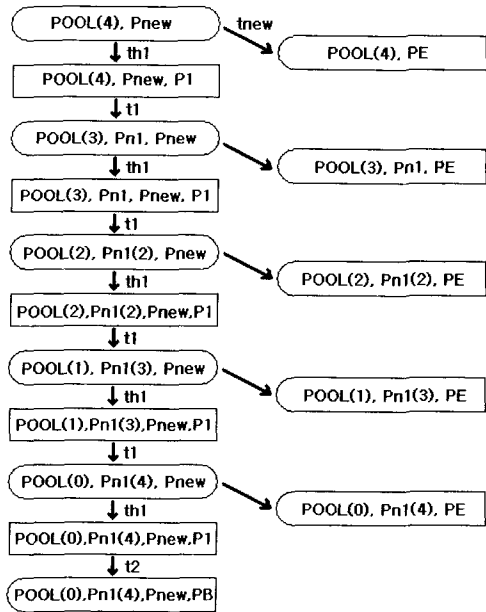 POOL(4), Pnew
tnew
POOL(4), PE
th1
POOL(4), Pnew, P1
t1
POOL(3), Pn1, Pnew
POOL(3), Pn1, PE
th1
POOL(3), Pn1, Pnew, P1
t1
POOL(2), Pn1(2), Pnew
POOL(2), Pn1(2), PE
th1
POOL(2),Pn1(2),Pnew,P1
t1
POOL(1), Pn1(3), Pnew
POOL(1), Pn1(3), PE
th1
POOL(1),Pn1(3),Pnew,P1
t1
POOL(0), Pn1(4), Pnew
POOL(0), Pn1(4), PE
th1
POOL(0),Pn1(4),Pnew,P1
t2
POOL(0),Pn1(4),Pnew,PB